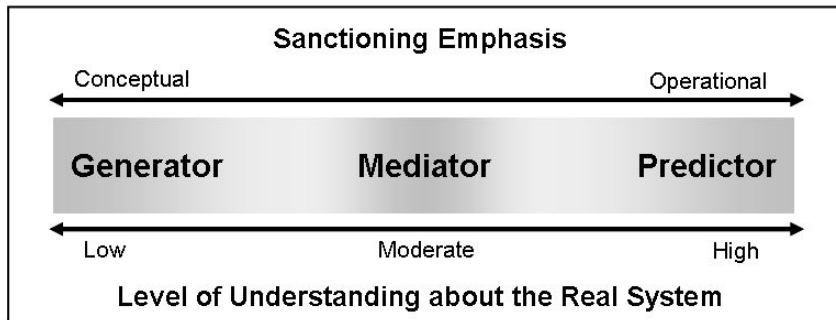 Sanctioning Emphasis
Conceptual Operational
Generator Mediator Predictor
Low Moderate High
Level of Understanding about the Real System